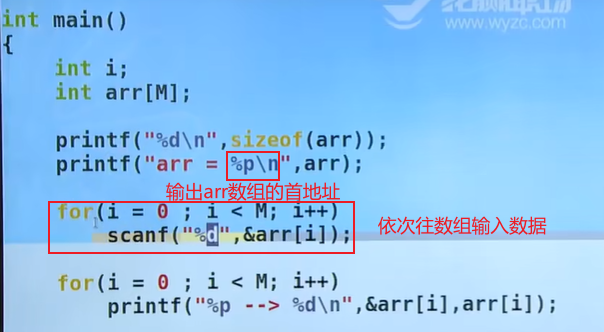 int main()
{
int i;
int arr[M];
printf("%d\n",sizeof(arr));
printf("arr = %p\n",arr);
输出arr数组的首地址
for(i = 0 ; i < M; i++)
scanf("%d",&arr[i]);
依次往数组输入数据
for(i = 0 ; i < M; i++)
printf("%p --> %d\n",&arr[i],arr[i]);
www.wyzc.com